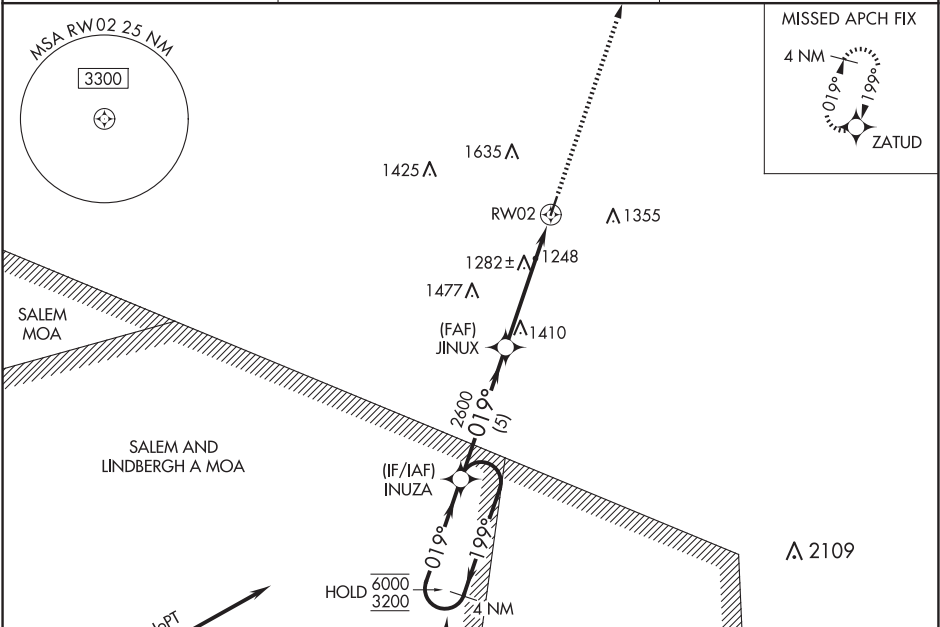 MSA RW02 25 NM
3300
MISSED APCH FIX
4 NM
019°
199°
ZATUD
1635
1425
RW02
1355
1282± 1248
1477
(FAF)
JINUX
1410
SALEM
MOA
2600
019°
(5)
SALEM AND
LINDBERGH A MOA
(IF/IAF)
INUZA
019°
199°
2109
HOLD 6000
3200
4 NM
NoPT